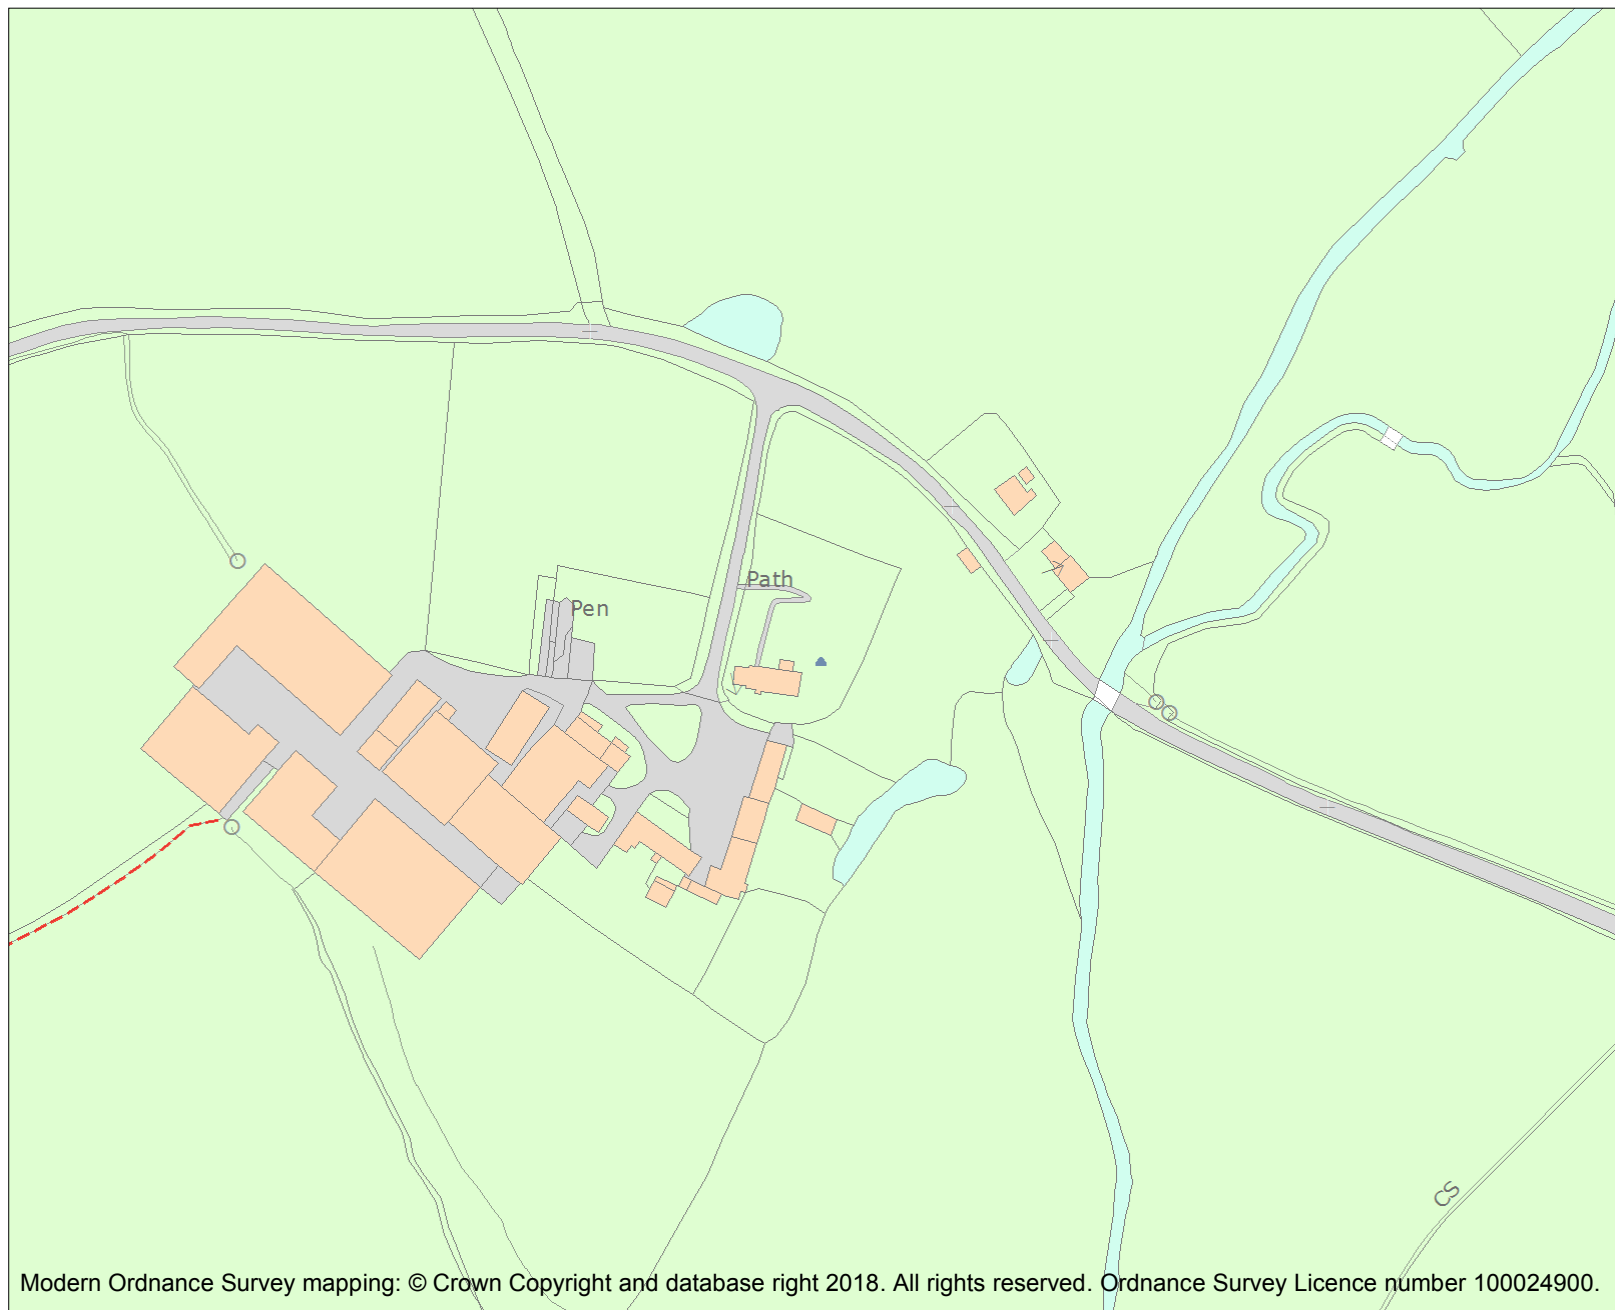 Path
Pen
CS
Modern Ordnance Survey mapping: © Crown Copyright and database right 2018. All rights reserved. Ordnance Survey Licence number 100024900.